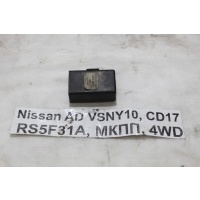 Nissan AD VSNY10, CD17
RS5F31A, МКПП, 4WD